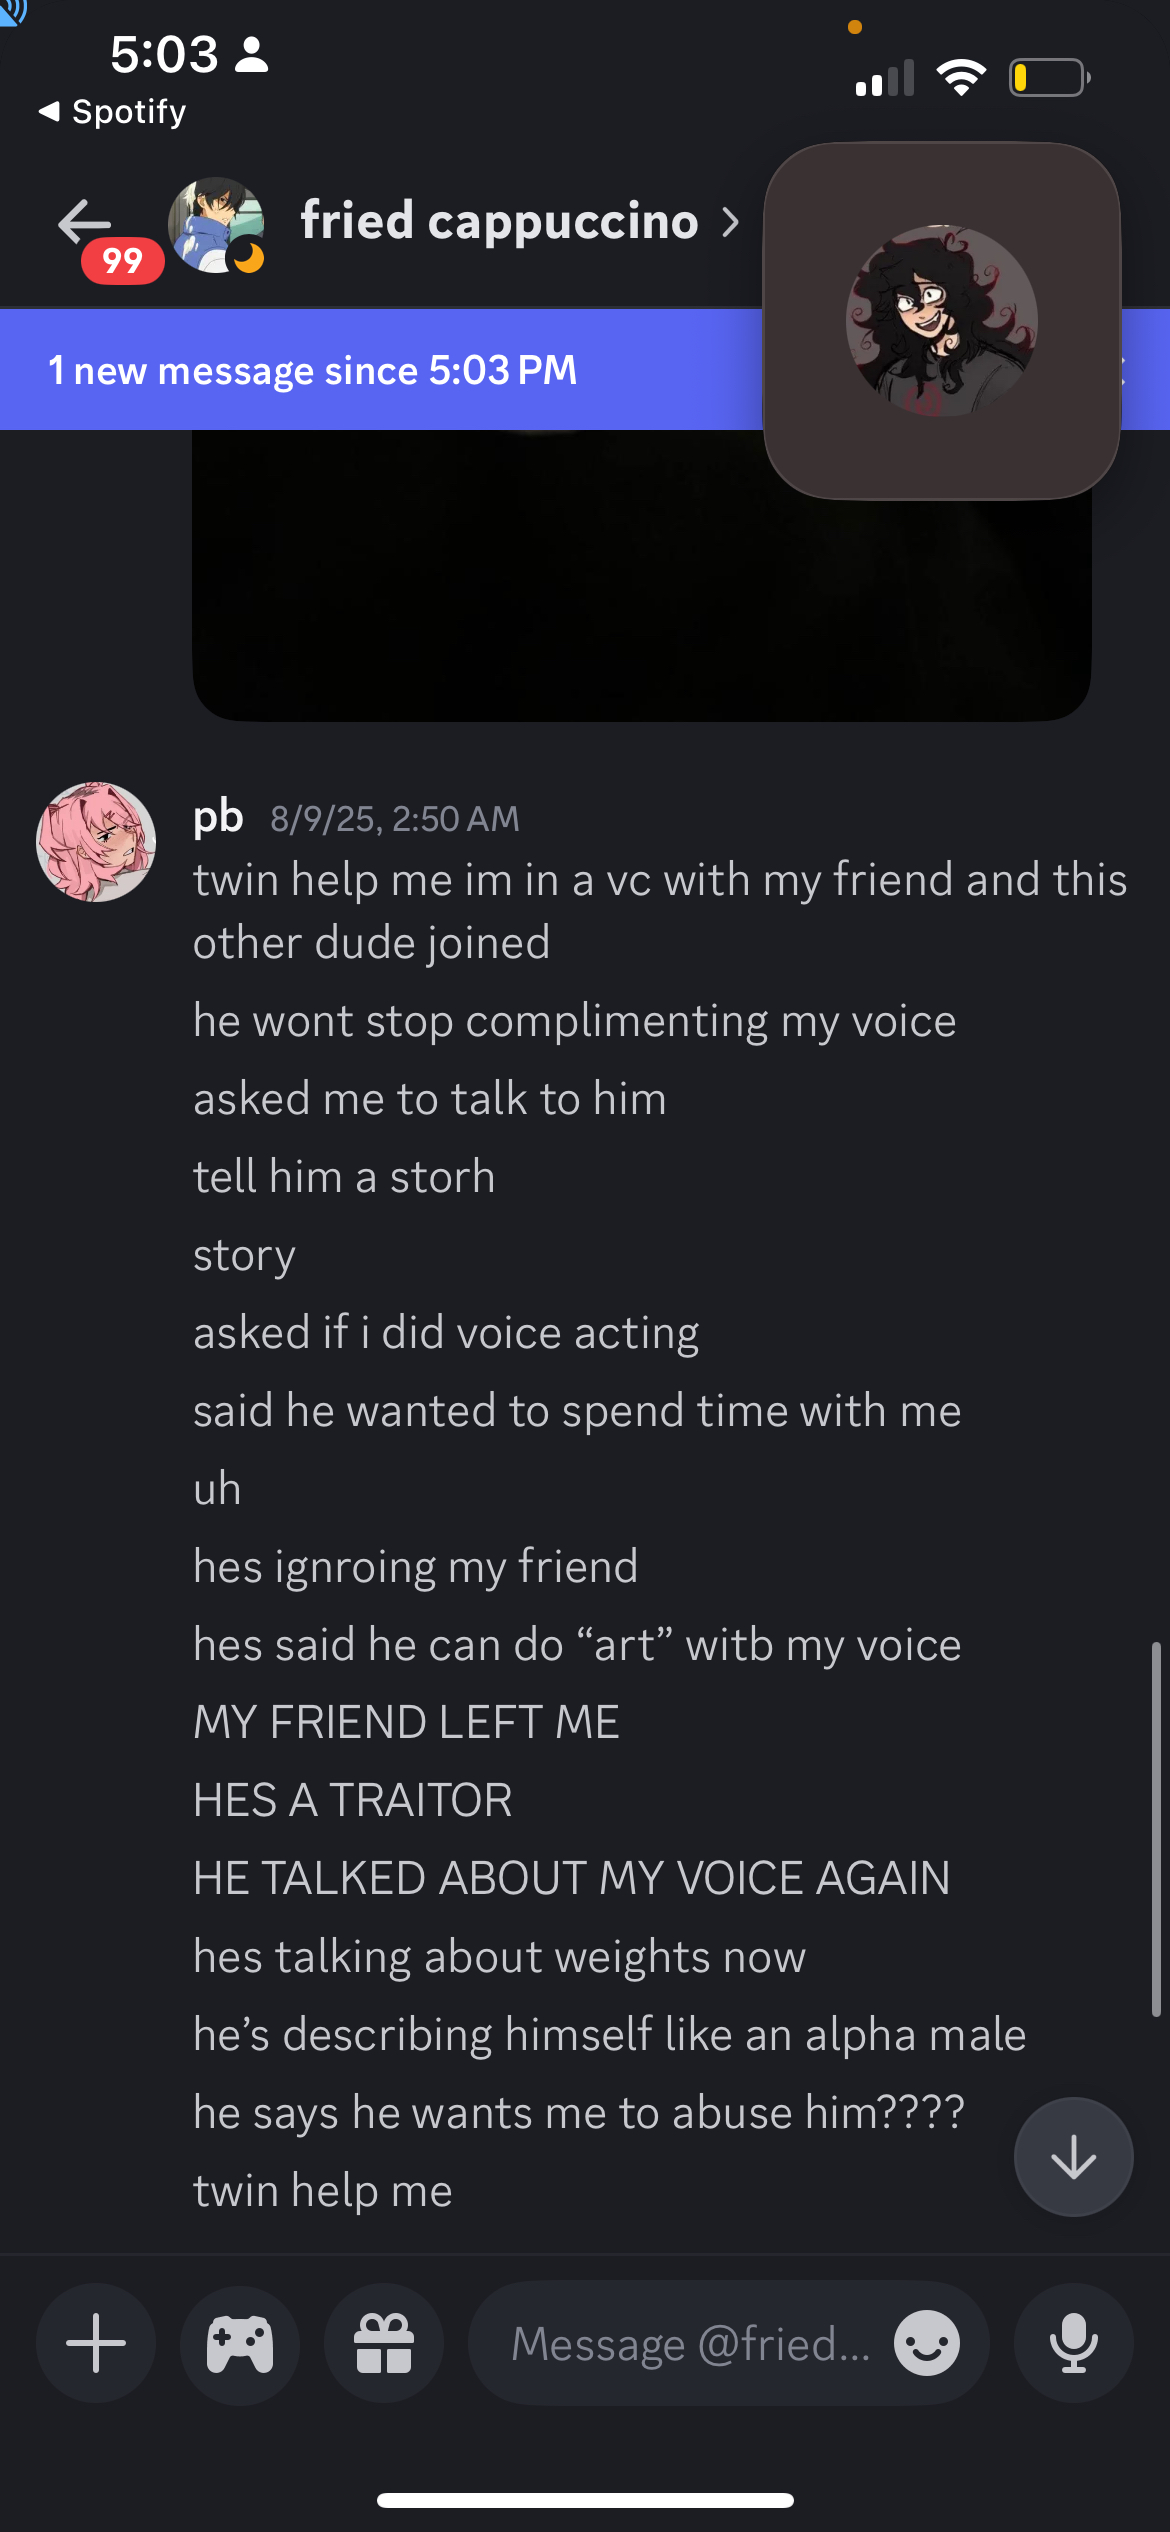 5:03
◀ Spotify
99
fried cappuccino
1 new message since 5:03 PM
pb 8/9/25, 2:50 AM
twin help me im in a vc with my friend and this
other dude joined
he wont stop complimenting my voice
asked me to talk to him
tell him a storh
story
asked if i did voice acting
said he wanted to spend time with me
uh
hes ignroing my friend
hes said he can do “art” witb my voice
MY FRIEND LEFT ME
HES A TRAITOR
HE TALKED ABOUT MY VOICE AGAIN
hes talking about weights now
he’s describing himself like an alpha male
he says he wants me to abuse him????
twin help me
Message @fried...